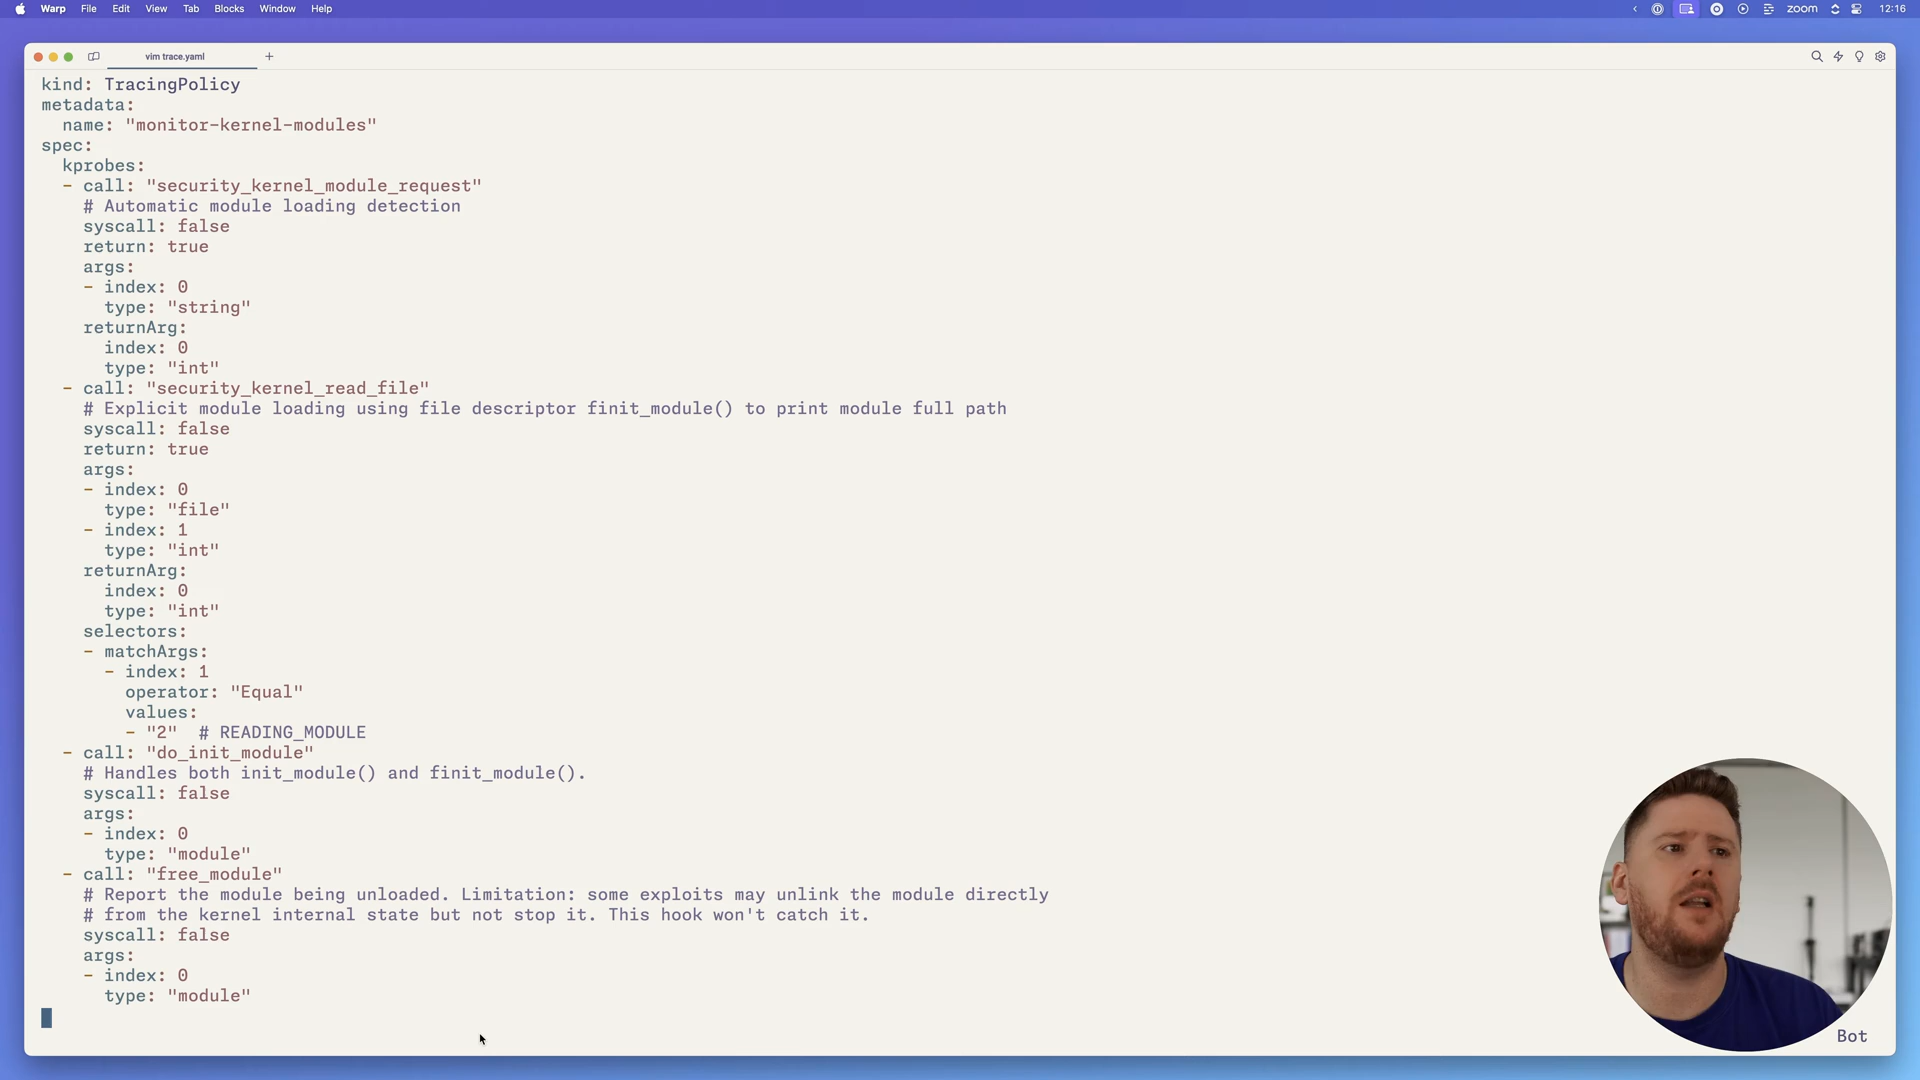 Warp File Edit View Tab Blocks Window Help zoom 12:16
vim trace.yaml
kind: TracingPolicy
metadata:
  name: "monitor-kernel-modules"
spec:
  kprobes:
  - call: "security_kernel_module_request"
    # Automatic module loading detection
    syscall: false
    return: true
    args:
    - index: 0
      type: "string"
    returnArg:
      index: 0
      type: "int"
  - call: "security_kernel_read_file"
    # Explicit module loading using file descriptor finit_module() to print module full path
    syscall: false
    return: true
    args:
    - index: 0
      type: "file"
    - index: 1
      type: "int"
    returnArg:
      index: 0
      type: "int"
    selectors:
    - matchArgs:
      - index: 1
        operator: "Equal"
        values:
        - "2"  # READING_MODULE
  - call: "do_init_module"
    # Handles both init_module() and finit_module().
    syscall: false
    args:
    - index: 0
      type: "module"
  - call: "free_module"
    # Report the module being unloaded. Limitation: some exploits may unlink the module directly
    # from the kernel internal state but not stop it. This hook won't catch it.
    syscall: false
    args:
    - index: 0
      type: "module"
Bot